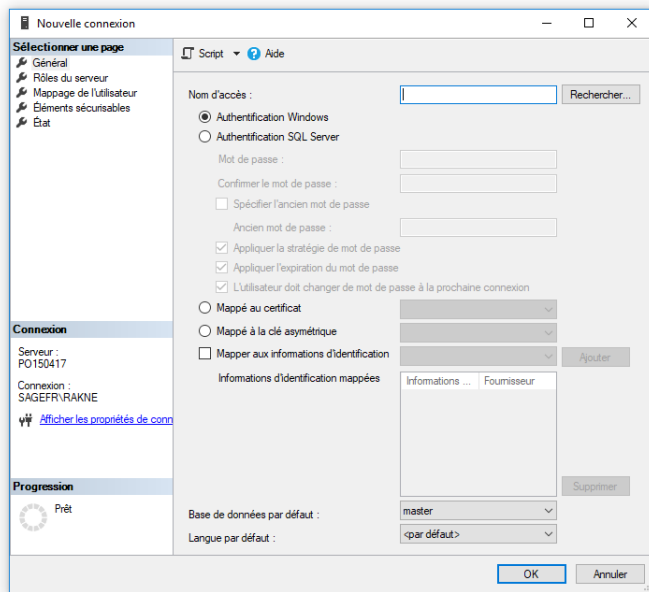 Nouvelle connexion
Sélectionner une page
Général
Rôles du serveur
Mappage de l'utilisateur
Éléments sécurisables
État
Connexion
Serveur :
PO150417
Connexion :
SAGEFR\RAKNE
Afficher les propriétés de conn
Progression
Prêt
Script Aide
Nom d'accès : Rechercher...
Authentification Windows
Authentification SQL Server
Mot de passe :
Confirmer le mot de passe :
Spécifier l'ancien mot de passe
Ancien mot de passe :
Appliquer la stratégie de mot de passe
Appliquer l'expiration du mot de passe
L'utilisateur doit changer de mot de passe à la prochaine connexion
Mappé au certificat
Mappé à la clé asymétrique
Mapper aux informations d'identification Ajouter
Informations d'identification mappées Informations ... Fournisseur
Supprimer
Base de données par défaut : master
Langue par défaut : <par défaut>
OK Annuler